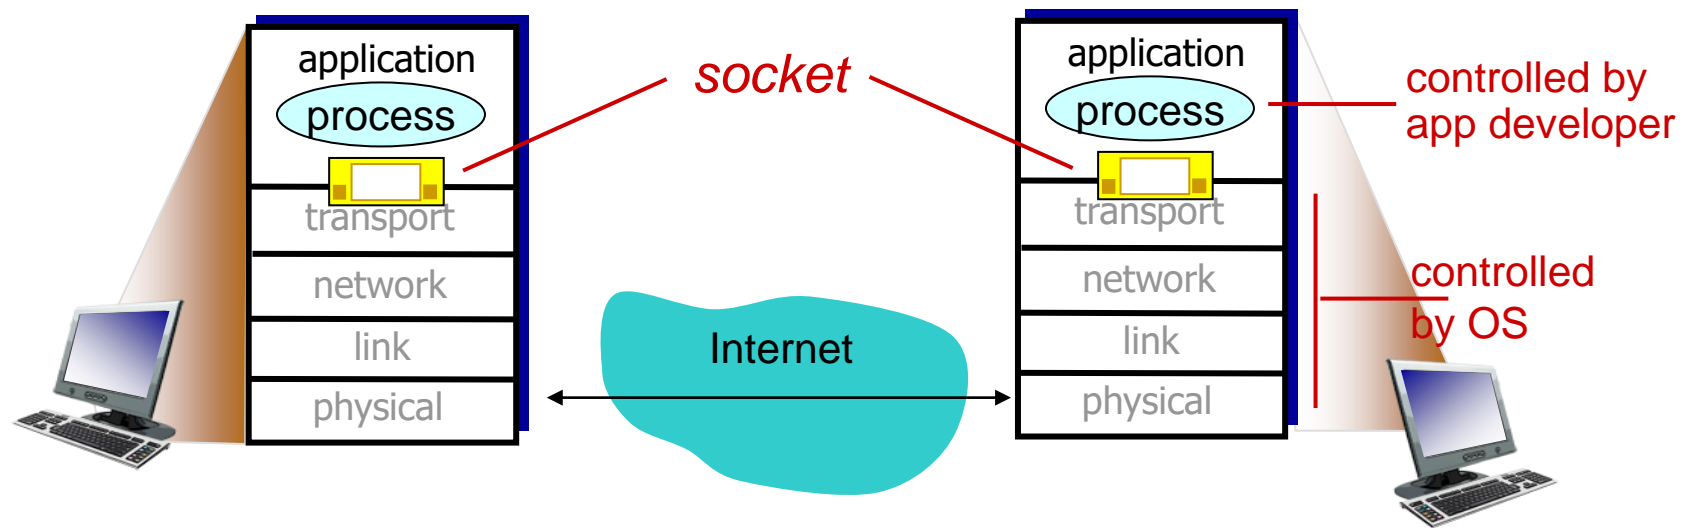 application
process
transport
network
link
physical
socket
Internet
application
process
transport
network
link
physical
controlled by
app developer
controlled
by OS